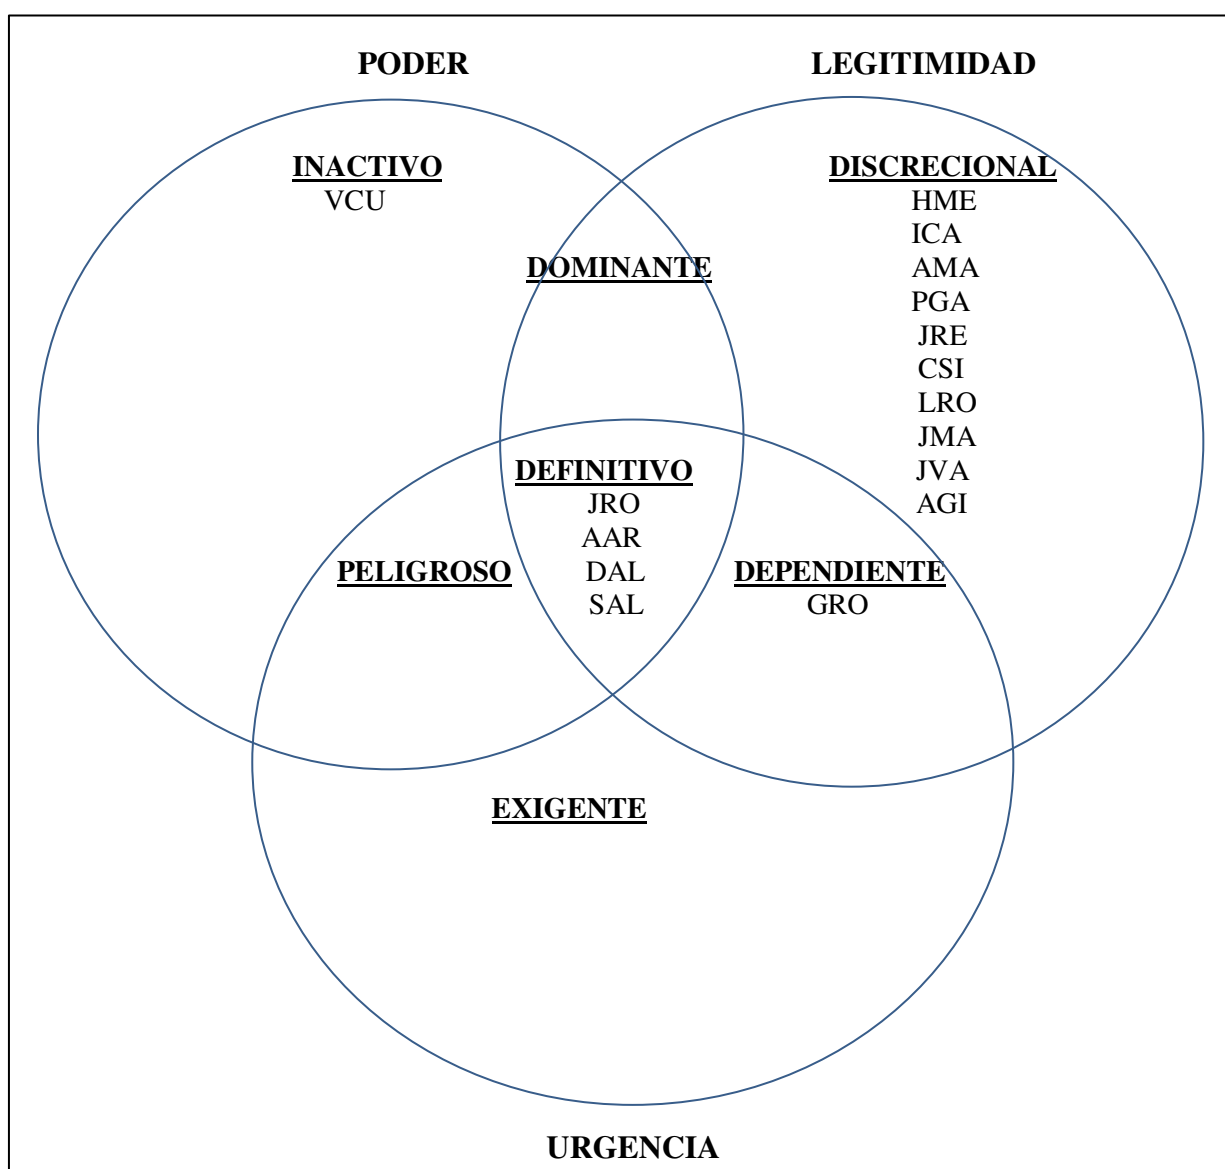 PODER
LEGITIMIDAD
INACTIVO
VCU
DISCRECIONAL
HME
ICA
AMA
PGA
JRE
CSI
LRO
JMA
JVA
AGI
DOMINANTE
DEFINITIVO
JRO
AAR
DAL
SAL
PELIGROSO
DEPENDIENTE
GRO
EXIGENTE
URGENCIA